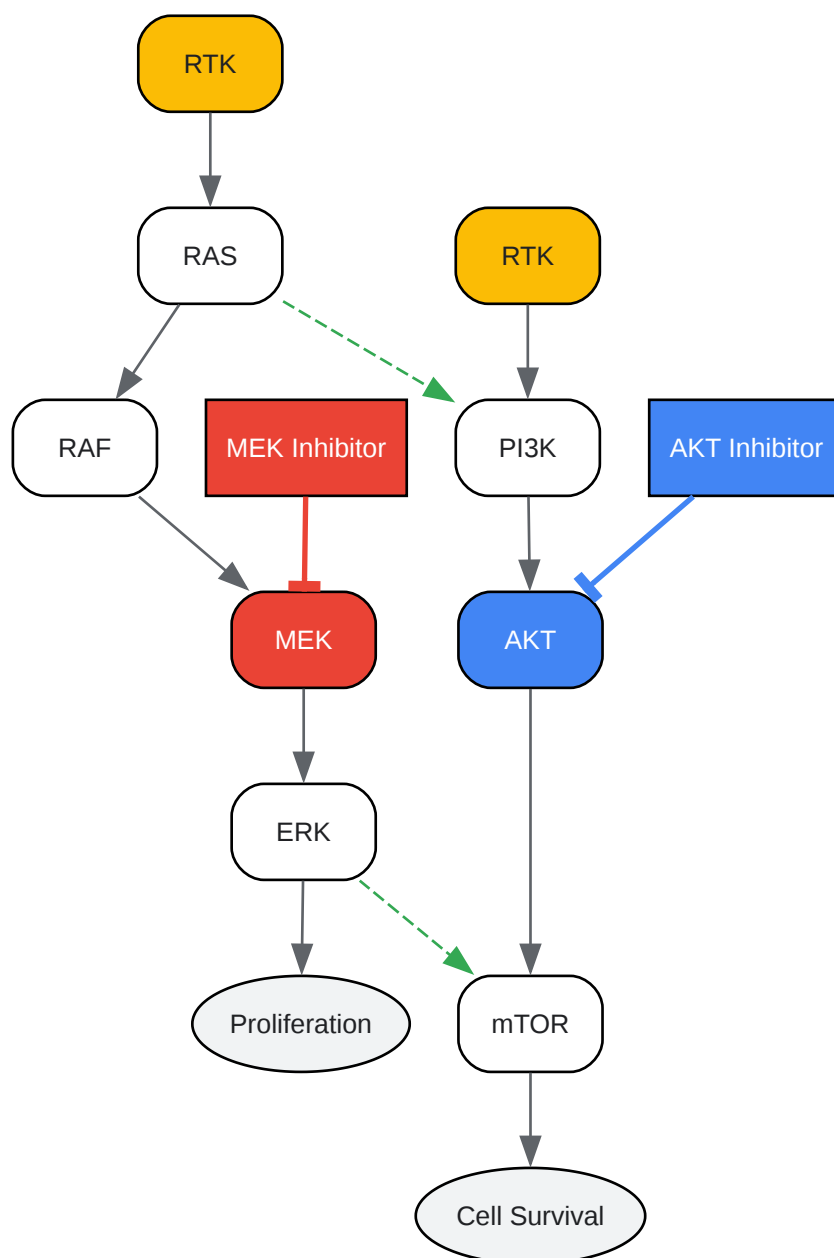 RTK
RAS
RTK
RAF
MEK Inhibitor
PI3K
AKT Inhibitor
MEK
AKT
ERK
Proliferation
mTOR
Cell Survival